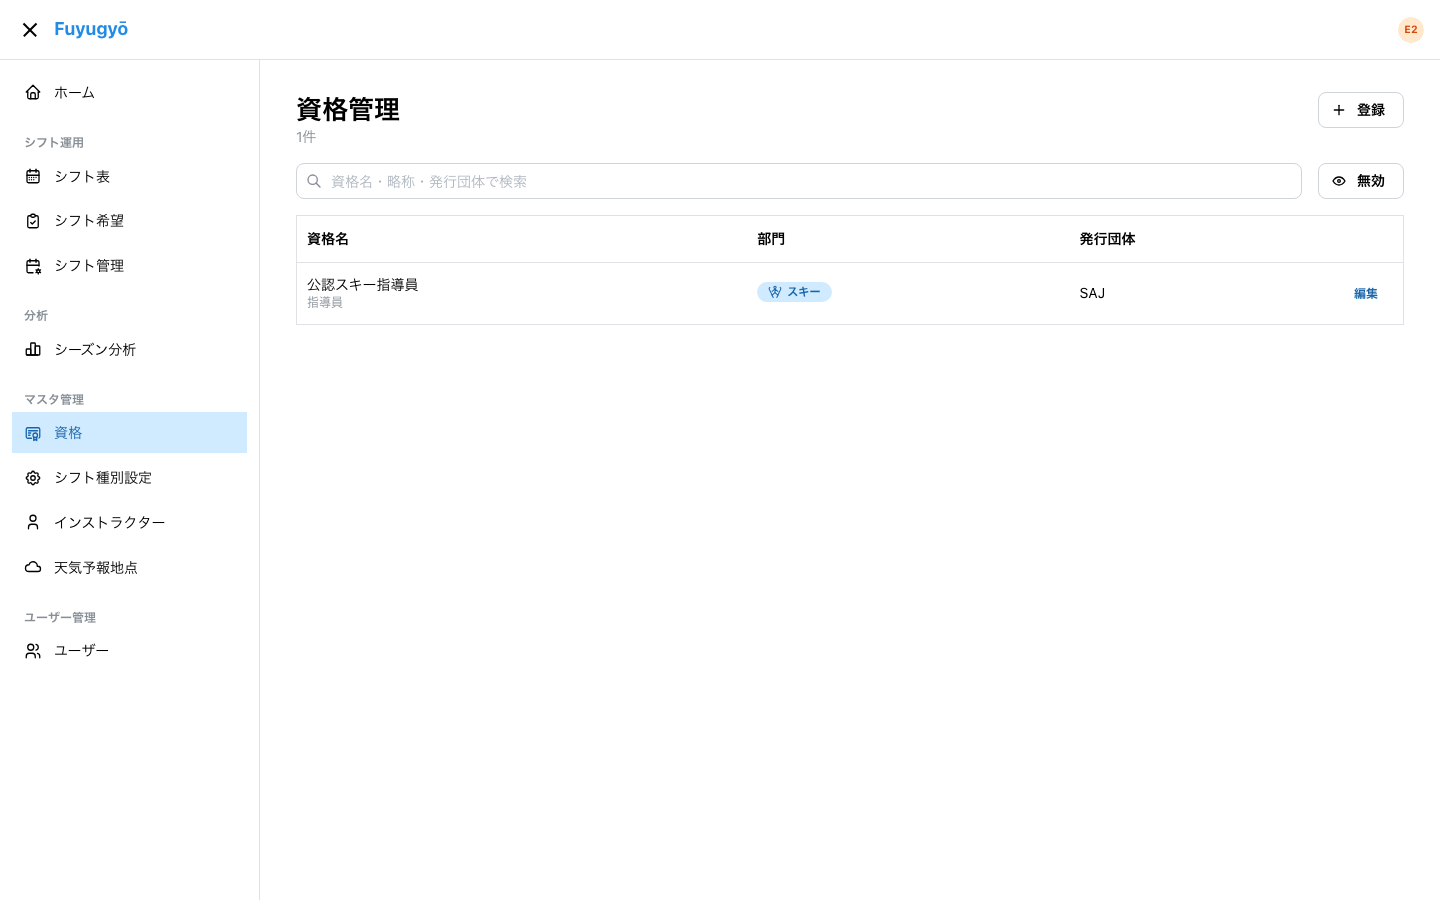 Fuyugyō
E2
ホーム
シフト運用
シフト表
シフト希望
シフト管理
分析
シーズン分析
マスタ管理
資格
シフト種別設定
インストラクター
天気予報地点
ユーザー管理
ユーザー
資格管理
1件
登録
資格名・略称・発行団体で検索
無効
資格名 部門 発行団体
公認スキー指導員 スキー SAJ 編集
指導員